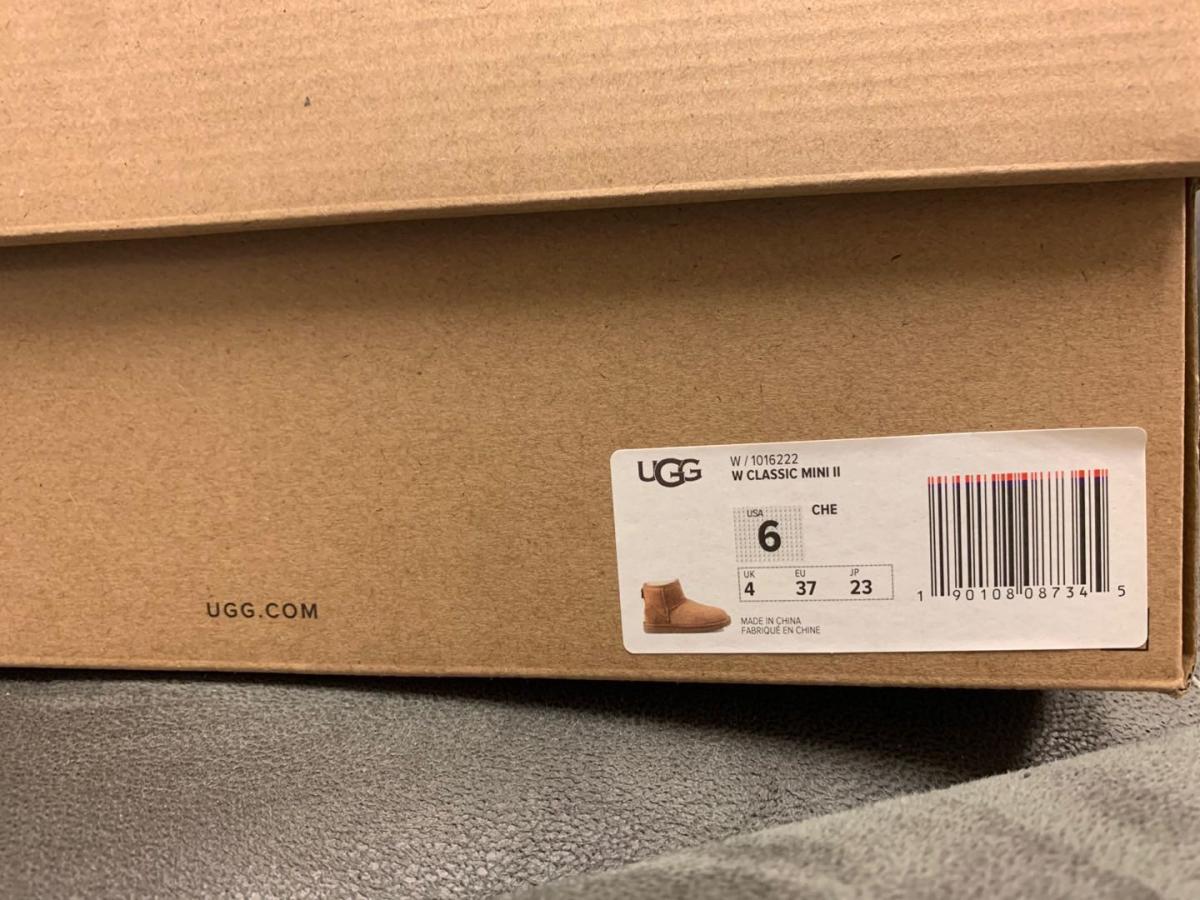 UGG
W / 1016222
W CLASSIC MINI II
USA
6
CHE
UK EU JP
4 37 23
MADE IN CHINA
FABRIQUÉ EN CHINE
1 90108 08734 5
UGG.COM